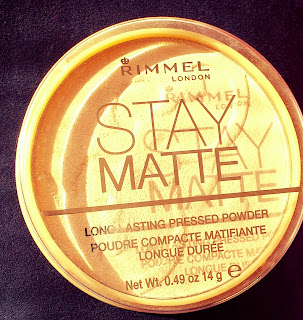 RIMMEL
LONDON
STAY
MATTE
LONG LASTING PRESSED POWDER
POUDRE COMPACTE MATIFIANTE
LONGUE DURÉE
Net Wt. 0.49 oz 14 g ℮